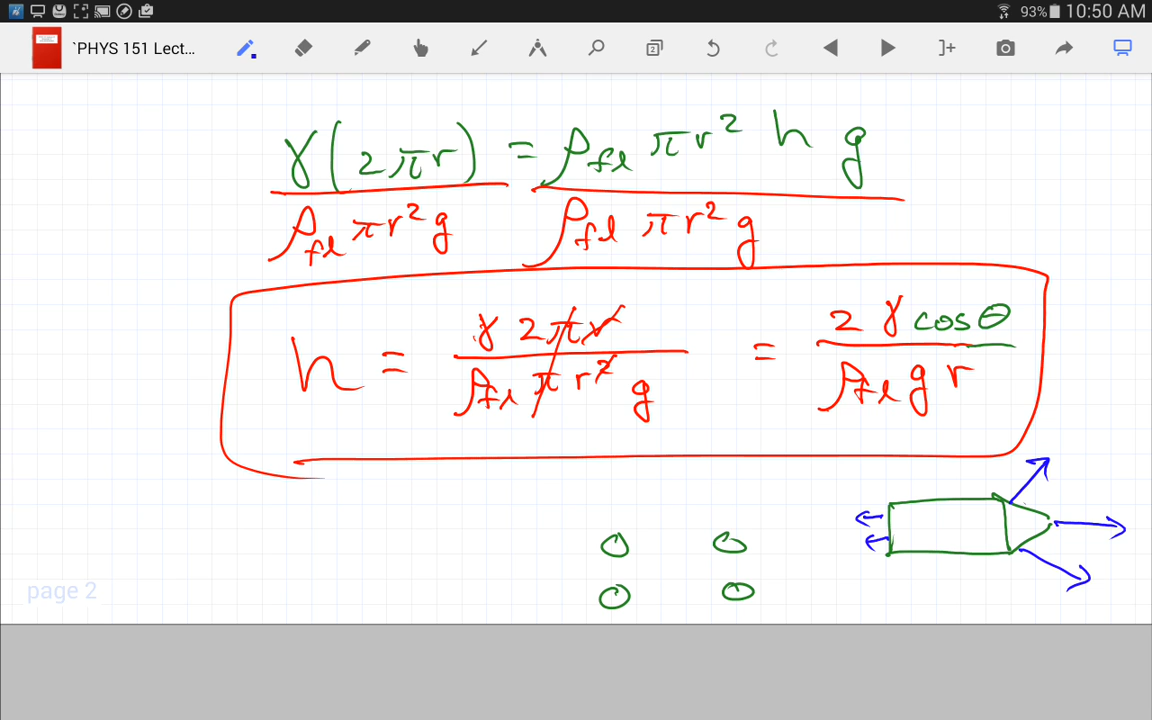 93% 10:50 AM
`PHYS 151 Lect...
2
γ(2πr) = ρfl πr² h g
ρfl πr² g ρfl πr² g
h = γ 2πr / ρfl πr² g = 2γ cosθ / ρfl g r
page 2